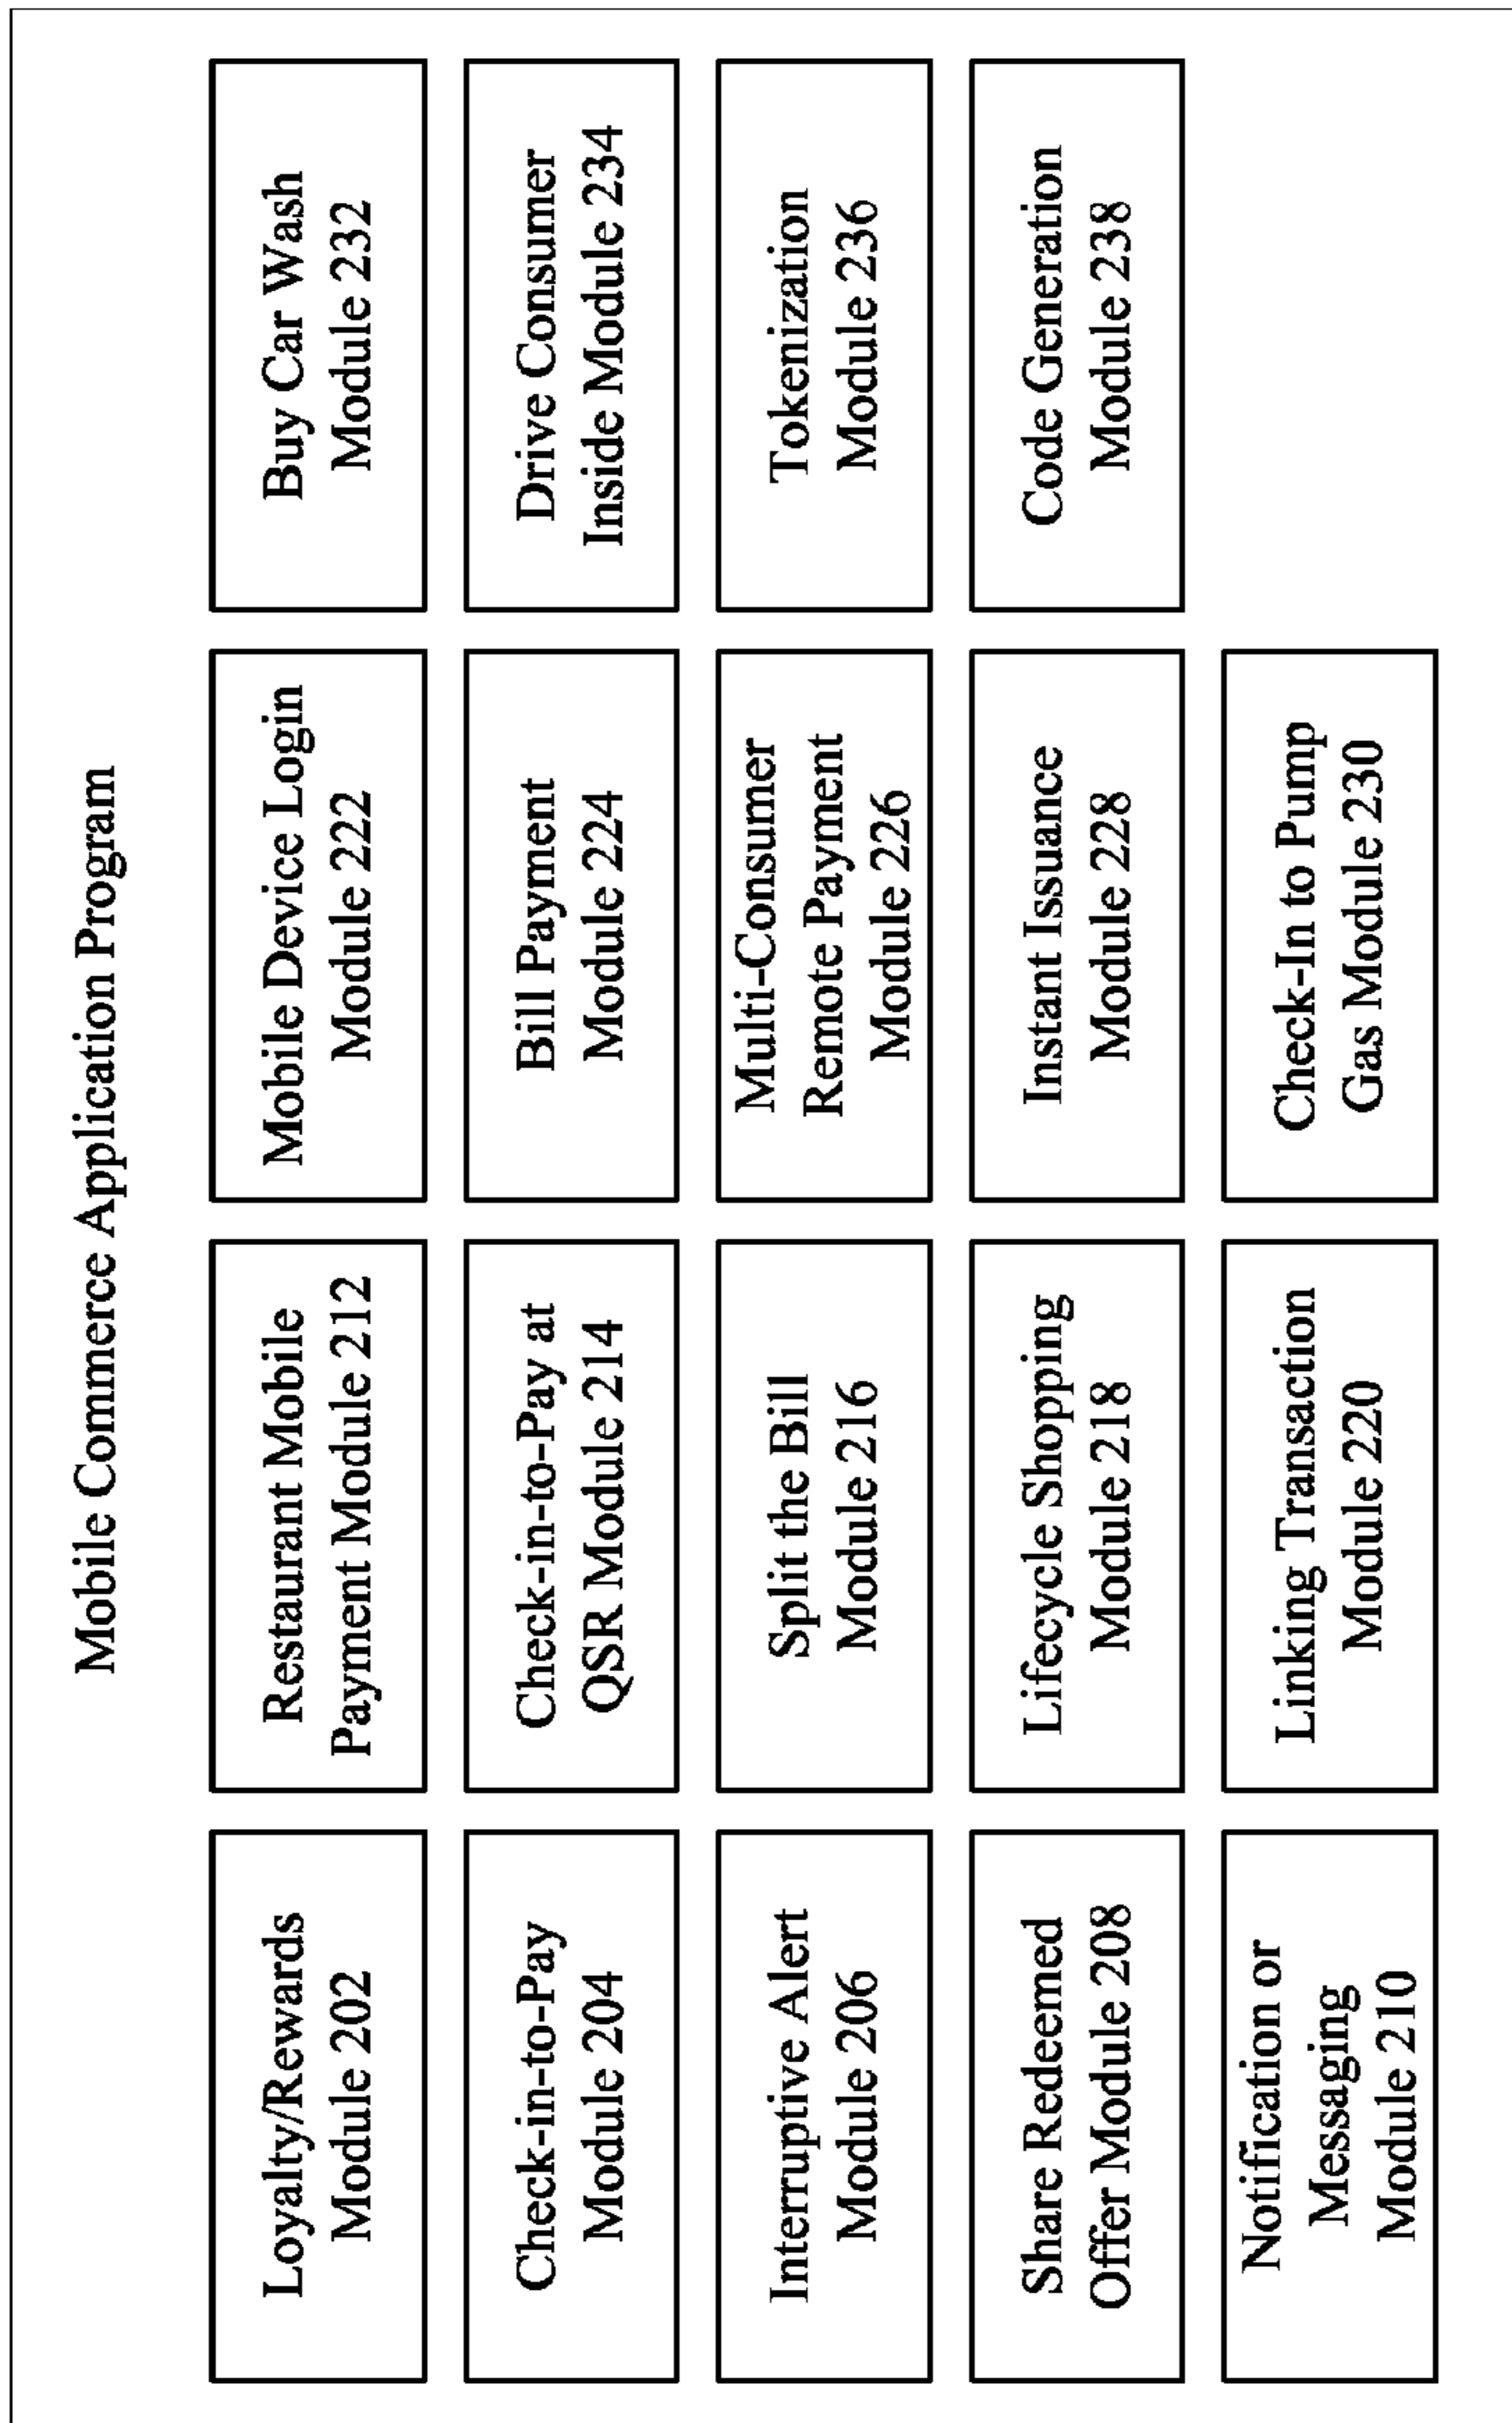 Mobile Commerce Application Program
Loyalty/Rewards
Module 202
Check-in-to-Pay
Module 204
Interruptive Alert
Module 206
Share Redeemed
Offer Module 208
Notification or
Messaging
Module 210
Restaurant Mobile
Payment Module 212
Check-in-to-Pay at
QSR Module 214
Split the Bill
Module 216
Lifecycle Shopping
Module 218
Linking Transaction
Module 220
Mobile Device Login
Module 222
Bill Payment
Module 224
Multi-Consumer
Remote Payment
Module 226
Instant Issuance
Module 228
Check-In to Pump
Gas Module 230
Buy Car Wash
Module 232
Drive Consumer
Inside Module 234
Tokenization
Module 236
Code Generation
Module 238